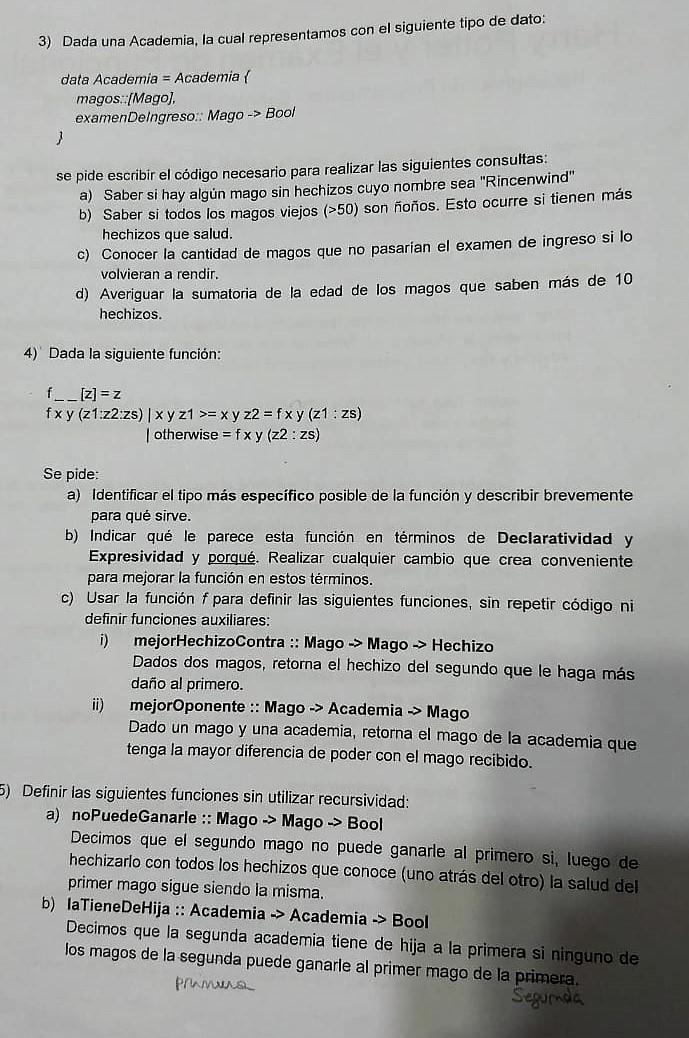 3) Dada una Academia, la cual representamos con el siguiente tipo de dato:
data Academia = Academia {
magos::[Mago],
examenDeIngreso:: Mago -> Bool
}
se pide escribir el código necesario para realizar las siguientes consultas:
a) Saber si hay algún mago sin hechizos cuyo nombre sea "Rincenwind"
b) Saber si todos los magos viejos (>50) son ñoños. Esto ocurre si tienen más
hechizos que salud.
c) Conocer la cantidad de magos que no pasarían el examen de ingreso si lo
volvieran a rendir.
d) Averiguar la sumatoria de la edad de los magos que saben más de 10
hechizos.
4) Dada la siguiente función:
f _ _ [z] = z
f x y (z1:z2:zs) | x y z1 >= x y z2 = f x y (z1 : zs)
| otherwise = f x y (z2 : zs)
Se pide:
a) Identificar el tipo más específico posible de la función y describir brevemente
para qué sirve.
b) Indicar qué le parece esta función en términos de Declaratividad y
Expresividad y porqué. Realizar cualquier cambio que crea conveniente
para mejorar la función en estos términos.
c) Usar la función f para definir las siguientes funciones, sin repetir código ni
definir funciones auxiliares:
i) mejorHechizoContra :: Mago -> Mago -> Hechizo
Dados dos magos, retorna el hechizo del segundo que le haga más
daño al primero.
ii) mejorOponente :: Mago -> Academia -> Mago
Dado un mago y una academia, retorna el mago de la academia que
tenga la mayor diferencia de poder con el mago recibido.
5) Definir las siguientes funciones sin utilizar recursividad:
a) noPuedeGanarle :: Mago -> Mago -> Bool
Decimos que el segundo mago no puede ganarle al primero si, luego de
hechizarlo con todos los hechizos que conoce (uno atrás del otro) la salud del
primer mago sigue siendo la misma.
b) laTieneDeHija :: Academia -> Academia -> Bool
Decimos que la segunda academia tiene de hija a la primera si ninguno de
los magos de la segunda puede ganarle al primer mago de la primera.
primera
Segunda